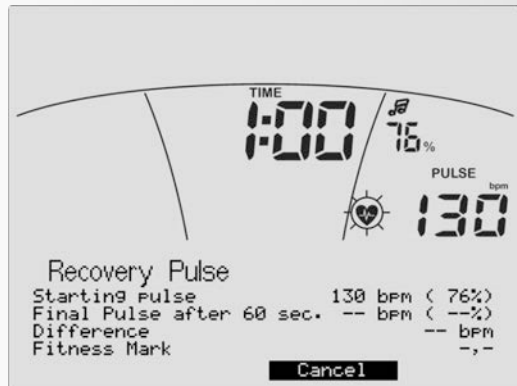 TIME
1:00
76%
PULSE
bpm
130
Recovery Pulse
Starting pulse 130 bpm ( 76%)
Final Pulse after 60 sec. -- bpm ( --%)
Difference -- bpm
Fitness Mark -,-
Cancel